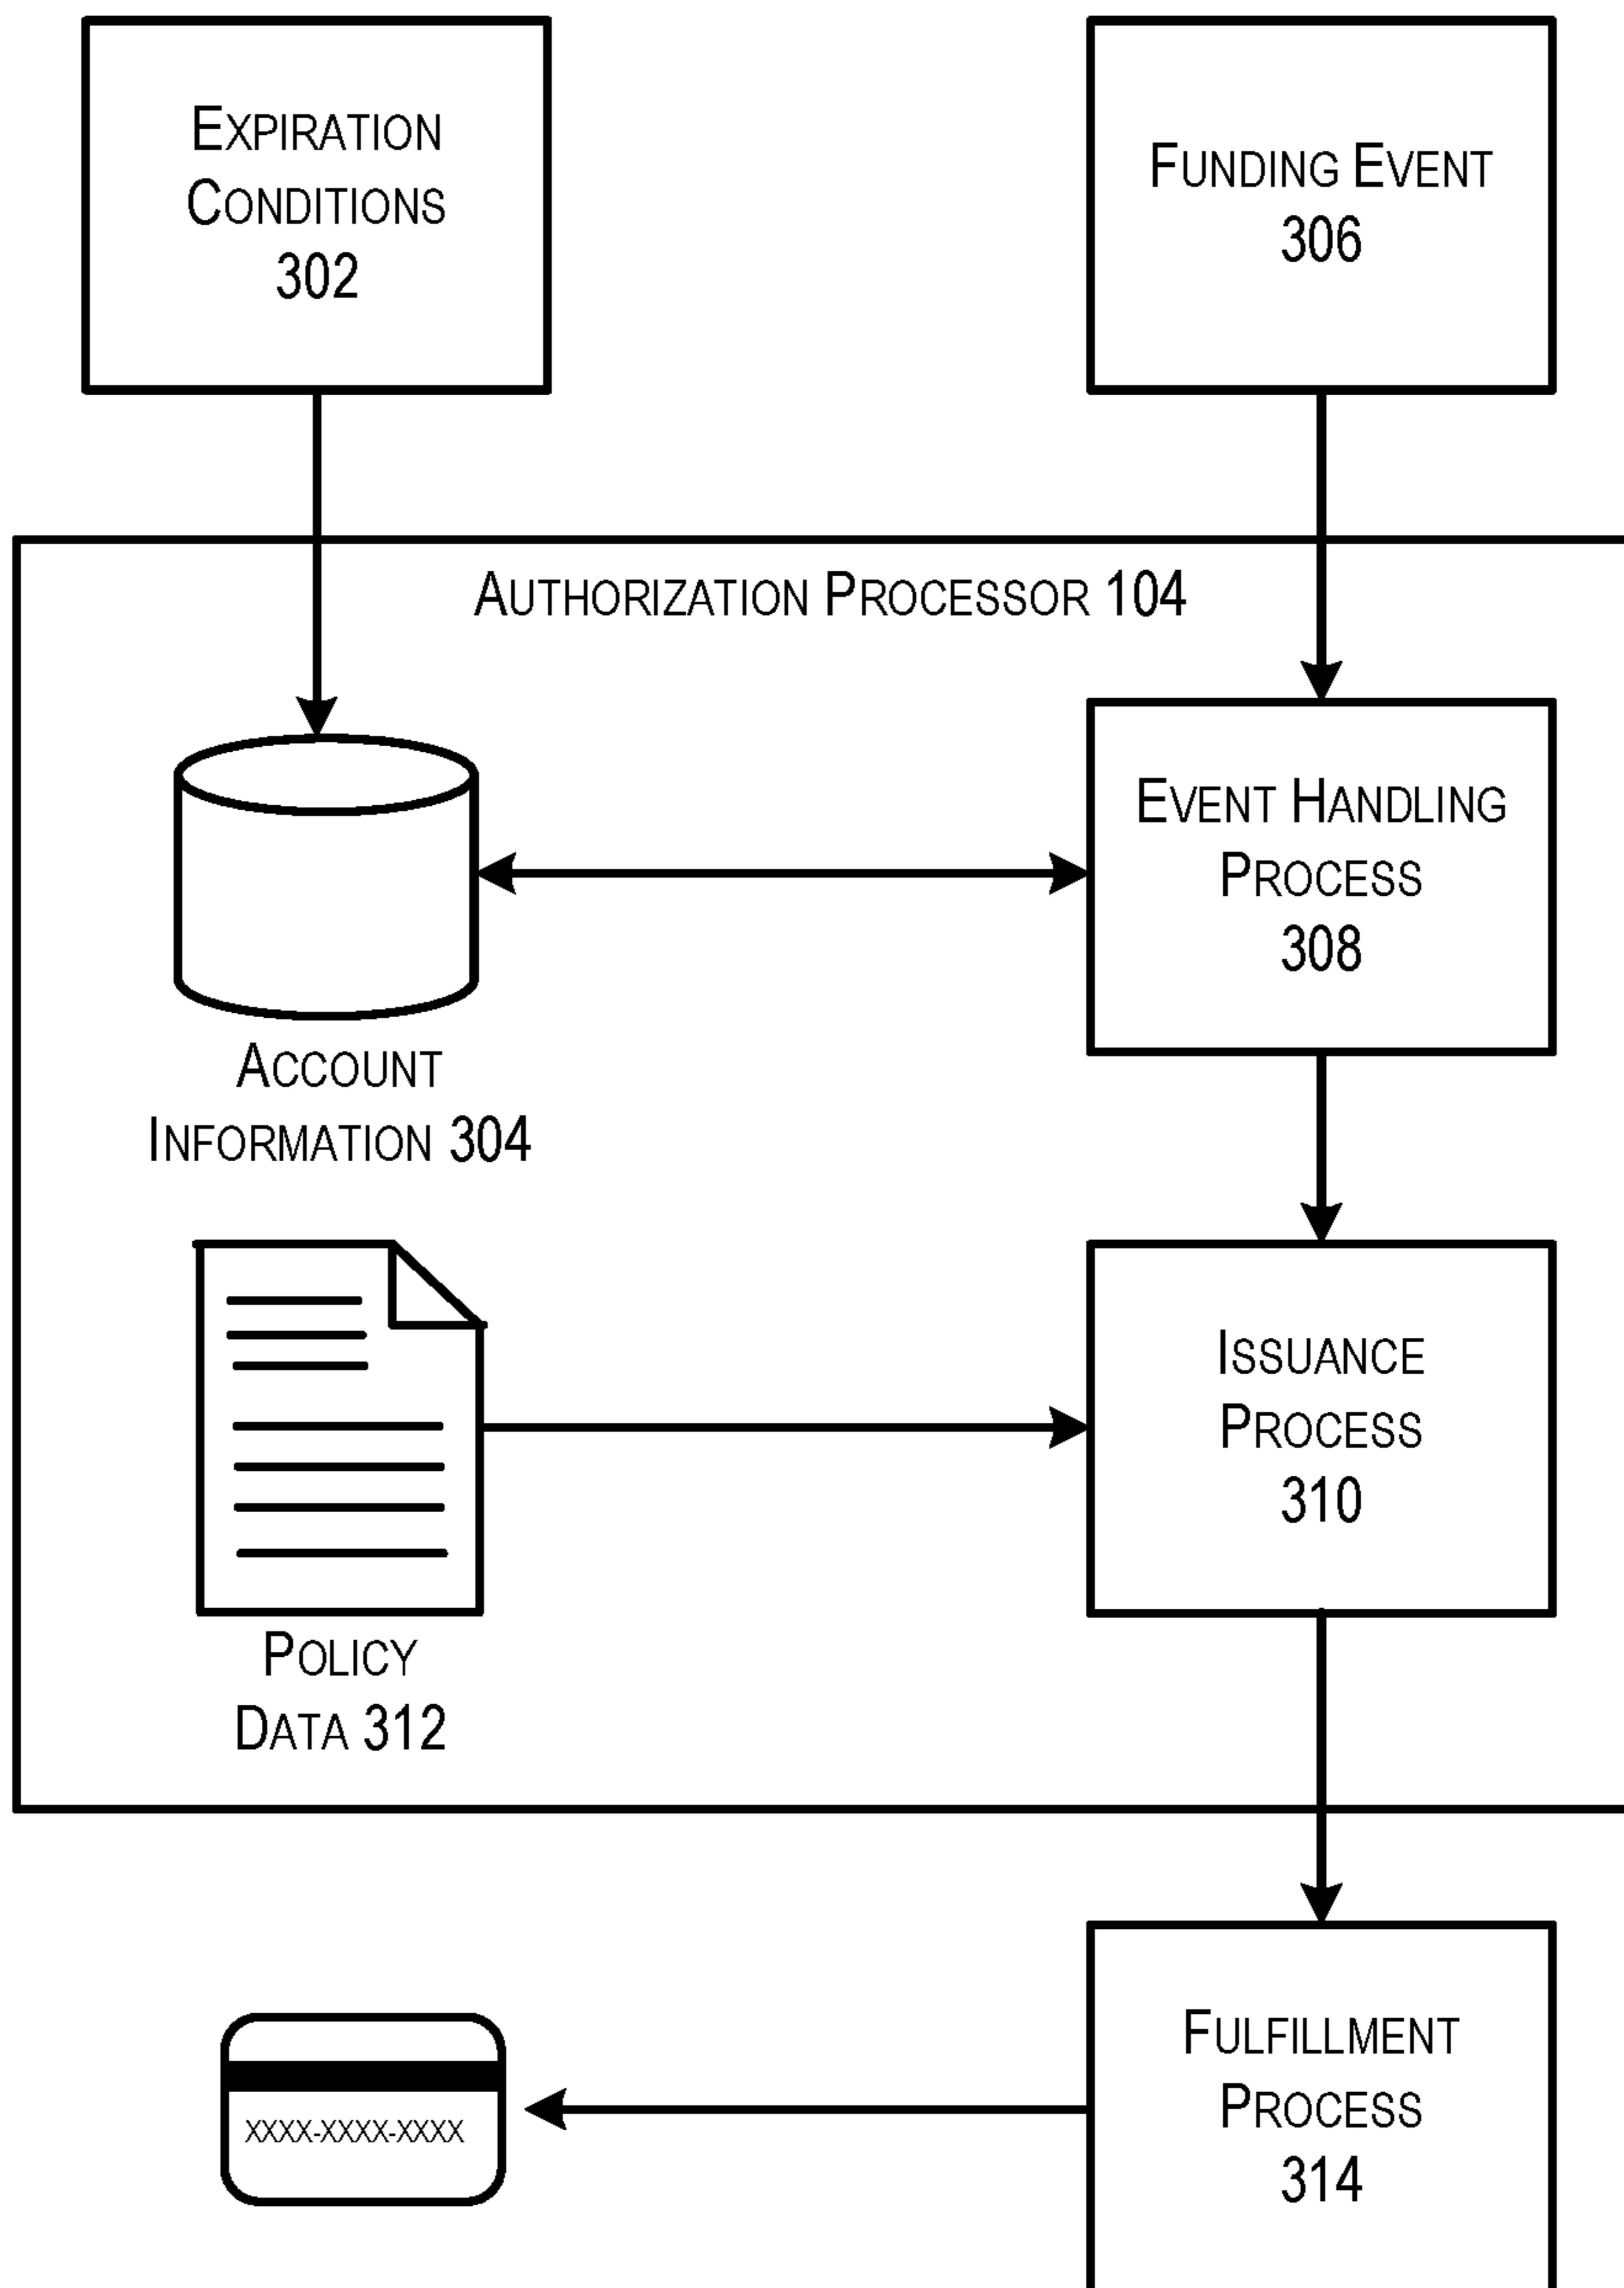 EXPIRATION
CONDITIONS
302
FUNDING EVENT
306
AUTHORIZATION PROCESSOR 104
EVENT HANDLING
PROCESS
308
ACCOUNT
INFORMATION 304
ISSUANCE
PROCESS
310
POLICY
DATA 312
FULFILLMENT
PROCESS
314
XXXX-XXXX-XXXX